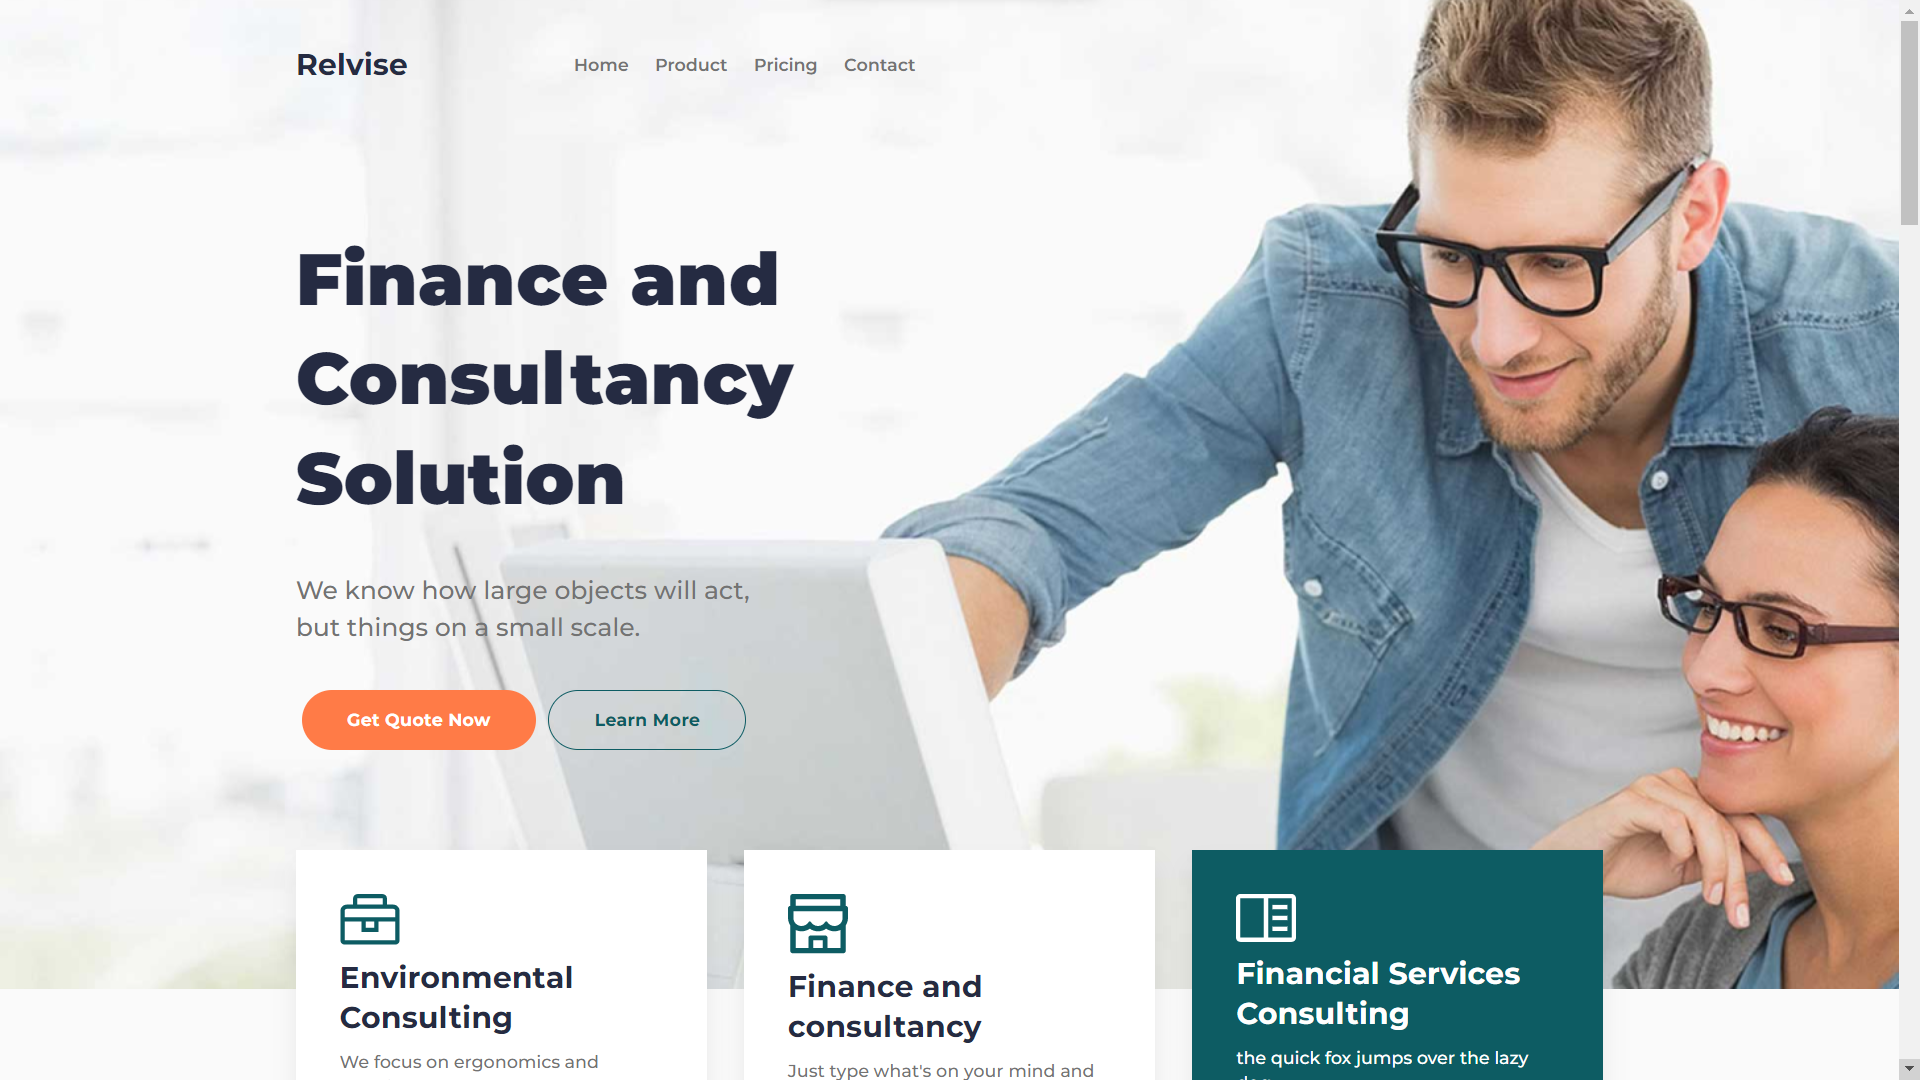 Relvise
Home Product Pricing Contact
Finance and
Consultancy
Solution
We know how large objects will act,
but things on a small scale.
Get Quote Now
Learn More
Environmental
Consulting
We focus on ergonomics and
Finance and
consultancy
Just type what's on your mind and
Financial Services
Consulting
the quick fox jumps over the lazy